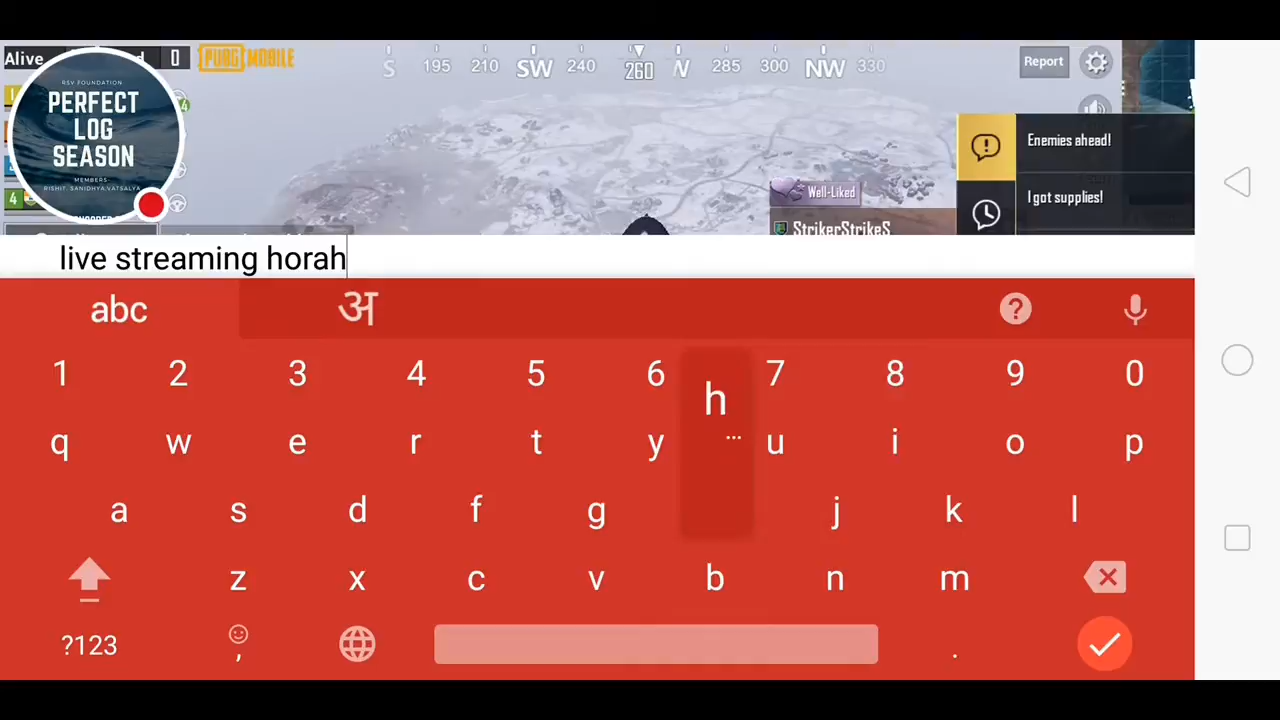 Alive
0
PUBG MOBILE
S 195 210 SW 240 260 W 285 300 NW 330
Report
RSV FOUNDATION
PERFECT
LOG
SEASON
MEMBERS
RISHIT, SANIDHYA, VATSALYA
4
4
Enemies ahead!
I got supplies!
Well-Liked
StrikerStrikeS
live streaming horah
abc अ ?
1 2 3 4 5 6 7 8 9 0
h
q w e r t y u i o p
a s d f g j k l
z x c v b n m
?123 , .